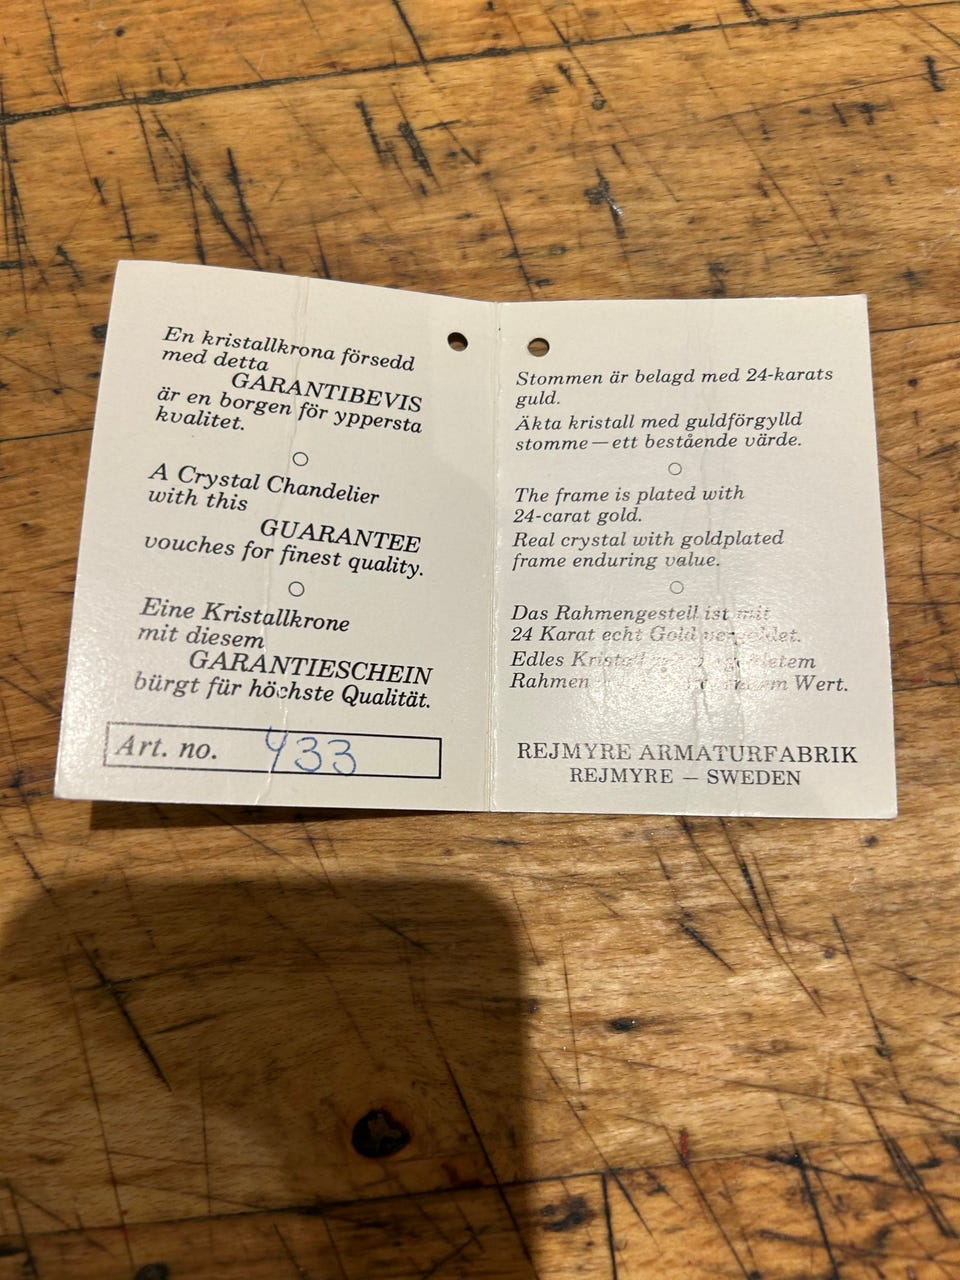 En kristallkrona försedd
med detta
GARANTIBEVIS
är en borgen för yppersta
kvalitet.
A Crystal Chandelier
with this
GUARANTEE
vouches for finest quality.
Eine Kristallkrone
mit diesem
GARANTIESCHEIN
bürgt für höchste Qualität.
Art. no. 433
Stommen är belagd med 24-karats
guld.
Äkta kristall med guldförgylld
stomme — ett bestående värde.
The frame is plated with
24-carat gold.
Real crystal with goldplated
frame enduring value.
Das Rahmengestell ist mit
24 Karat echt Gold vergoldet.
Edles
Rahmen Wert.
REJMYRE ARMATURFABRIK
REJMYRE — SWEDEN